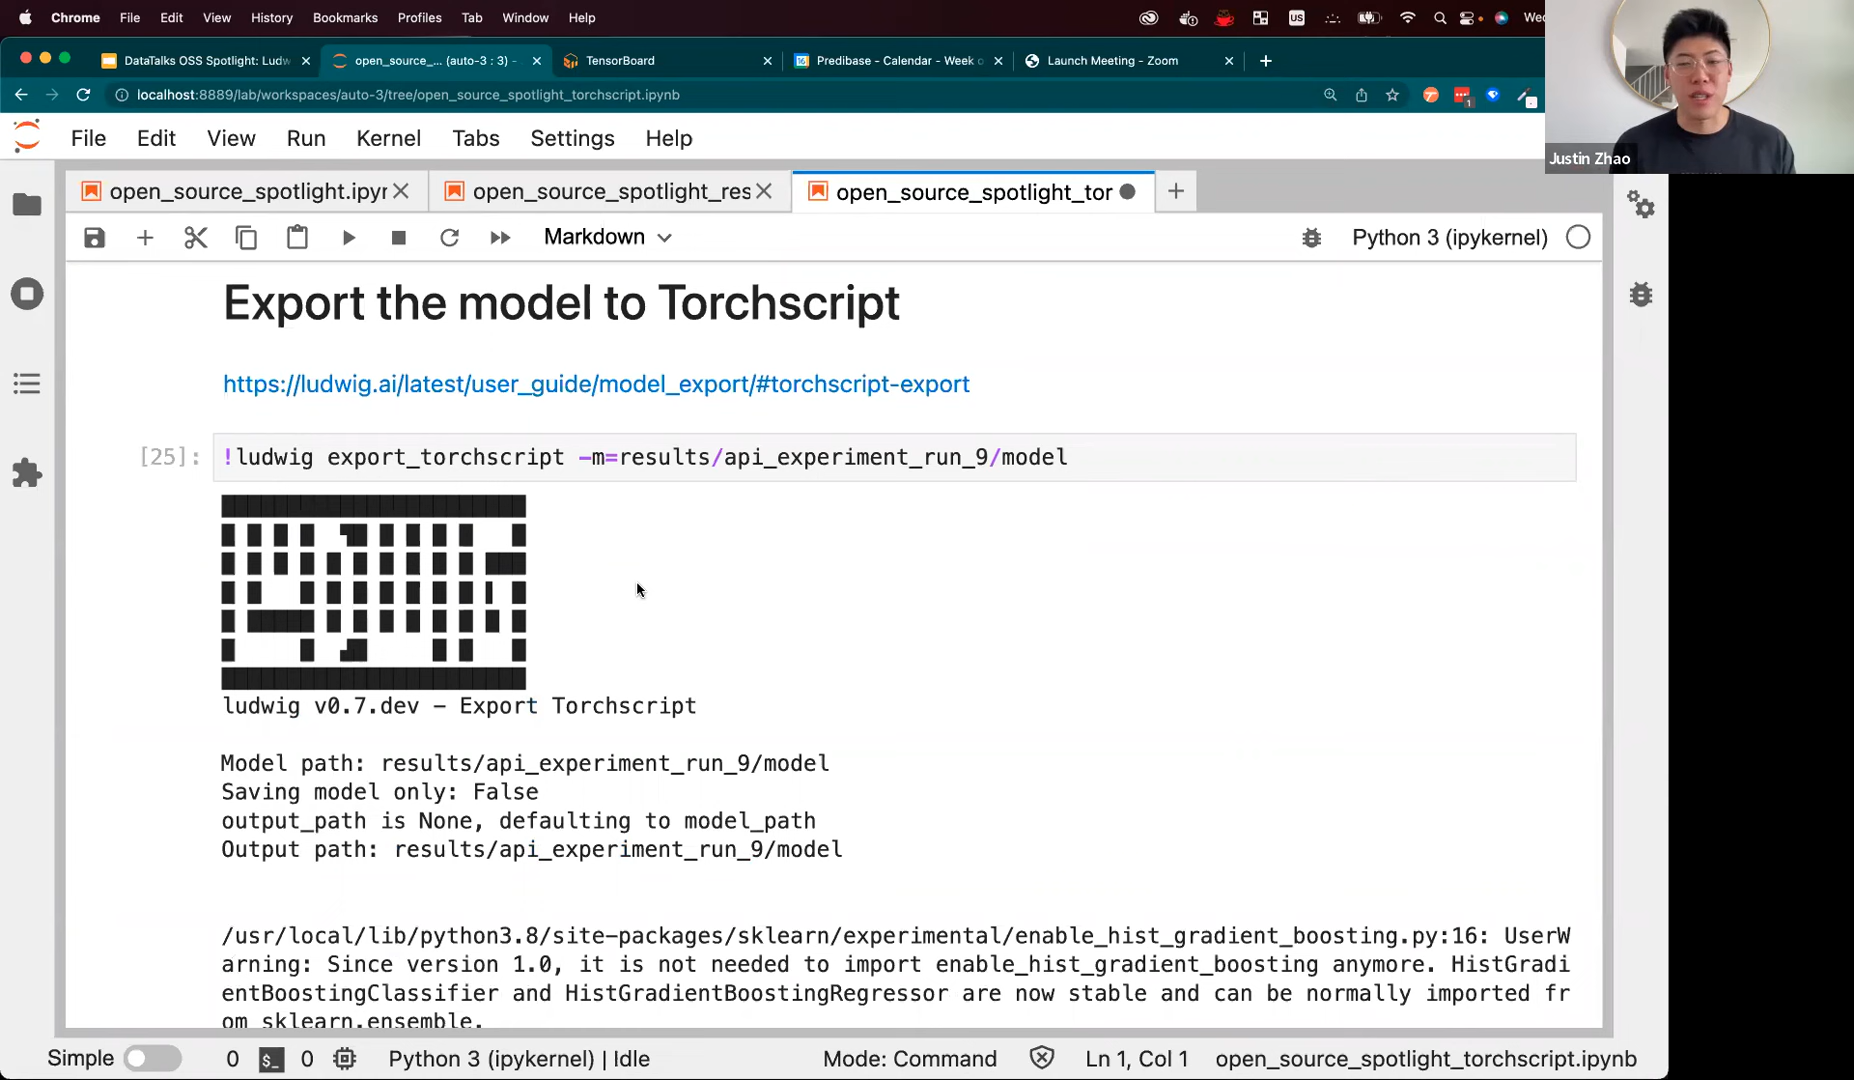 Chrome File Edit View History Bookmarks Profiles Tab Window Help US Wec
DataTalks OSS Spotlight: Ludw open_source_... (auto-3 : 3) - TensorBoard Predibase - Calendar - Week o Launch Meeting - Zoom
localhost:8889/lab/workspaces/auto-3/tree/open_source_spotlight_torchscript.ipynb
Justin Zhao
File Edit View Run Kernel Tabs Settings Help
open_source_spotlight.ipyr open_source_spotlight_res open_source_spotlight_tor
Markdown Python 3 (ipykernel)
Export the model to Torchscript
https://ludwig.ai/latest/user_guide/model_export/#torchscript-export
[25]: !ludwig export_torchscript -m=results/api_experiment_run_9/model
ludwig v0.7.dev - Export Torchscript
Model path: results/api_experiment_run_9/model
Saving model only: False
output_path is None, defaulting to model_path
Output path: results/api_experiment_run_9/model
/usr/local/lib/python3.8/site-packages/sklearn/experimental/enable_hist_gradient_boosting.py:16: UserW
arning: Since version 1.0, it is not needed to import enable_hist_gradient_boosting anymore. HistGradi
entBoostingClassifier and HistGradientBoostingRegressor are now stable and can be normally imported fr
om sklearn.ensemble.
Simple 0 $_ 0 Python 3 (ipykernel) | Idle Mode: Command Ln 1, Col 1 open_source_spotlight_torchscript.ipynb